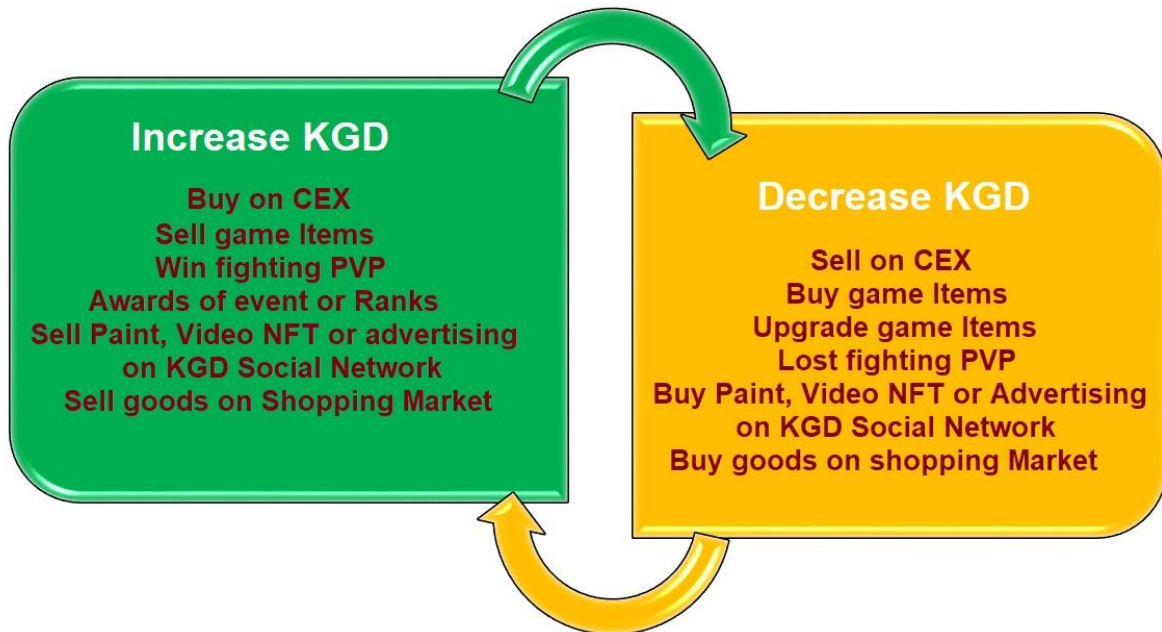 Increase KGD
Buy on CEX
Sell game Items
Win fighting PVP
Awards of event or Ranks
Sell Paint, Video NFT or advertising
on KGD Social Network
Sell goods on Shopping Market
Decrease KGD
Sell on CEX
Buy game Items
Upgrade game Items
Lost fighting PVP
Buy Paint, Video NFT or Advertising
on KGD Social Network
Buy goods on shopping Market